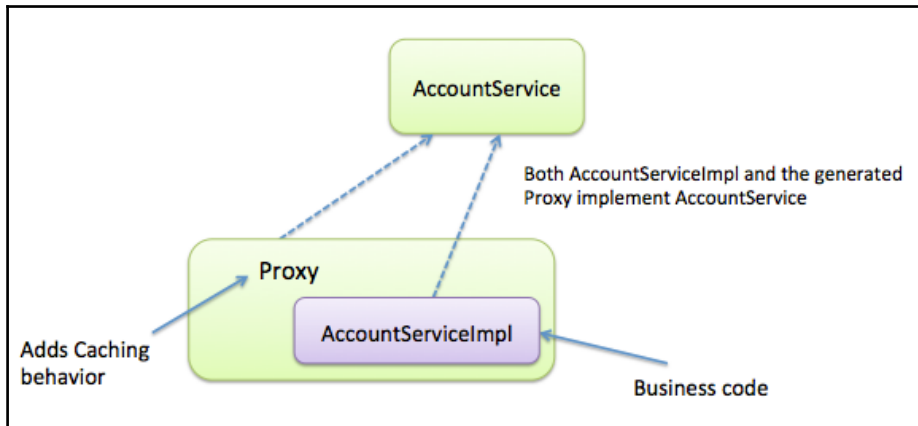 AccountService
Both AccountServiceImpl and the generated
Proxy implement AccountService
Proxy
AccountServiceImpl
Adds Caching
behavior
Business code